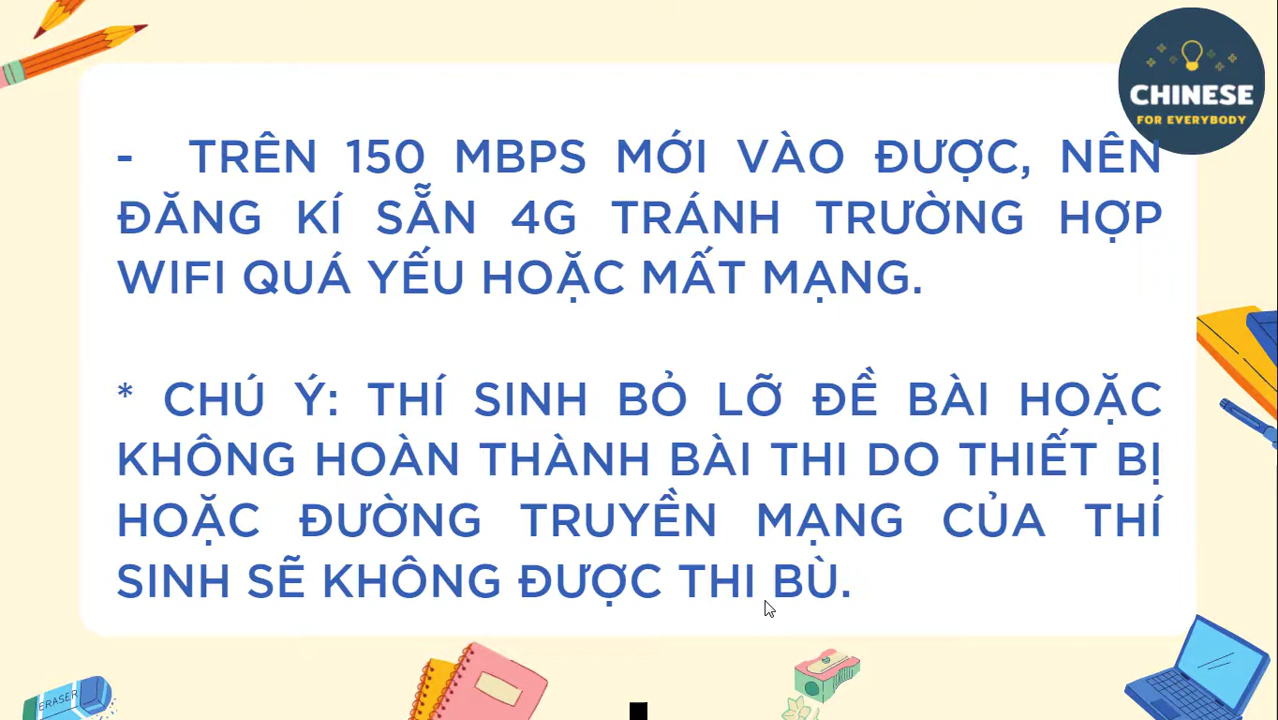 CHINESE
FOR EVERYBODY
- TRÊN 150 MBPS MỚI VÀO ĐƯỢC, NÊN
ĐĂNG KÍ SẴN 4G TRÁNH TRƯỜNG HỢP
WIFI QUÁ YẾU HOẶC MẤT MẠNG.
* CHÚ Ý: THÍ SINH BỎ LỠ ĐỀ BÀI HOẶC
KHÔNG HOÀN THÀNH BÀI THI DO THIẾT BỊ
HOẶC ĐƯỜNG TRUYỀN MẠNG CỦA THÍ
SINH SẼ KHÔNG ĐƯỢC THI BÙ.
ERASER